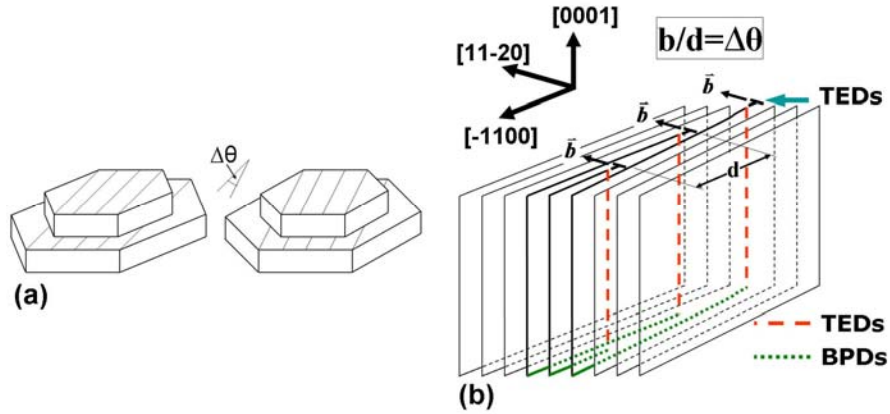 Δθ
(a)
[0001]
[11-20]
[-1100]
b/d=Δθ
b⃗
b⃗
b⃗
TEDs
d
TEDs
BPDs
(b)